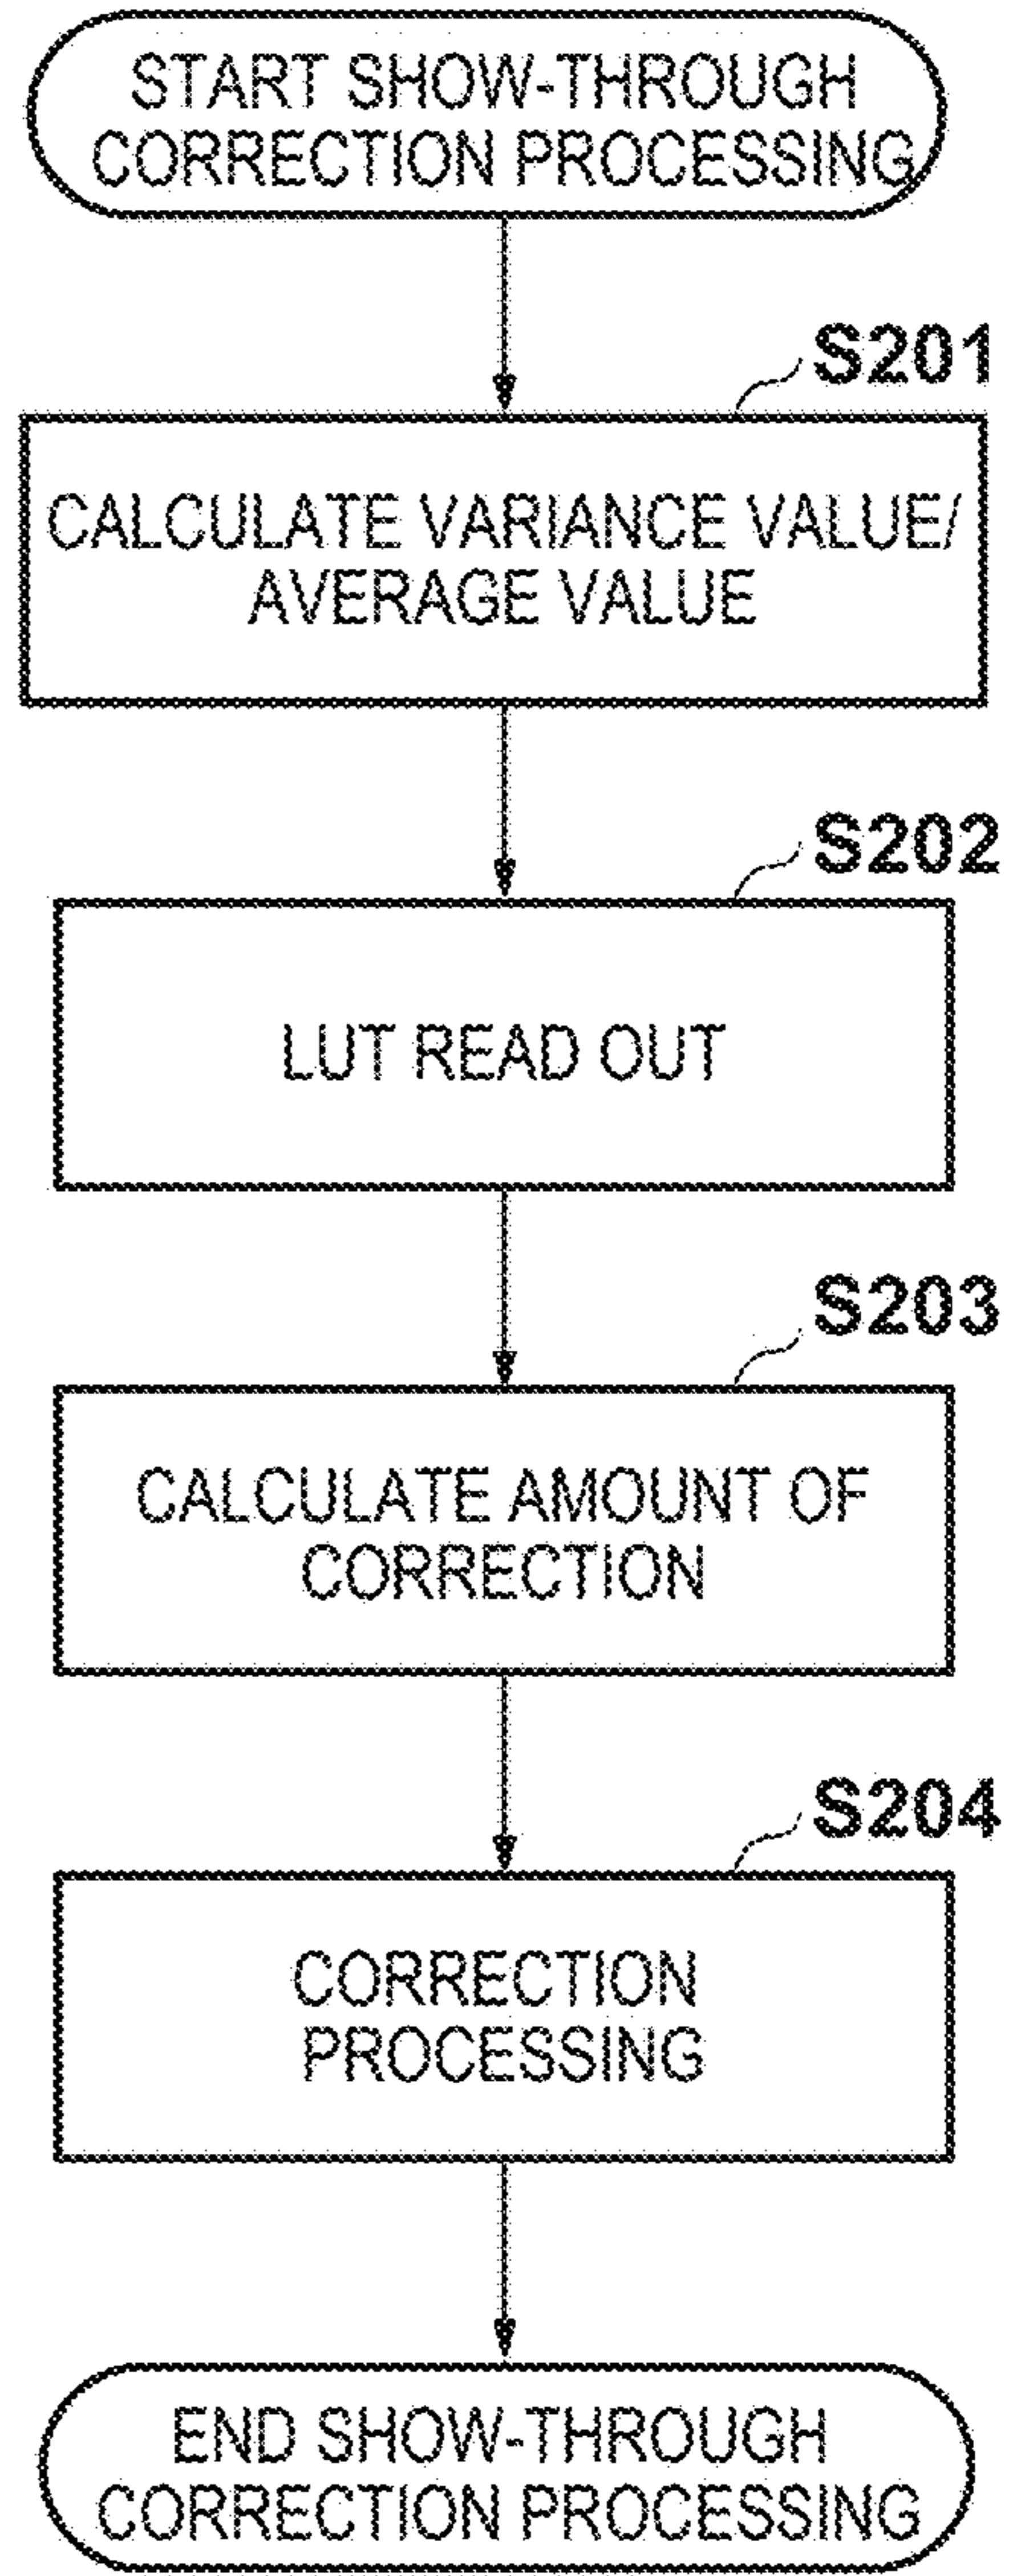 START SHOW-THROUGH
CORRECTION PROCESSING
S201
CALCULATE VARIANCE VALUE/
AVERAGE VALUE
S202
LUT READ OUT
S203
CALCULATE AMOUNT OF
CORRECTION
S204
CORRECTION
PROCESSING
END SHOW-THROUGH
CORRECTION PROCESSING